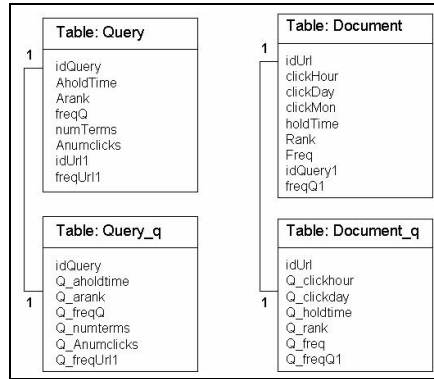 Table: Query
1
idQuery
AholdTime
Arank
freqQ
numTerms
Anumclicks
idUrl1
freqUrl1
Table: Document
1
idUrl
clickHour
clickDay
clickMon
holdTime
Rank
Freq
idQuery1
freqQ1
Table: Query_q
idQuery
Q_aholdtime
Q_arank
Q_freqQ
Q_numterms
Q_Anumclicks
Q_freqUrl1
1
Table: Document_q
idUrl
Q_clickhour
Q_clickday
Q_holdtime
Q_rank
Q_freq
Q_freqQ1
1